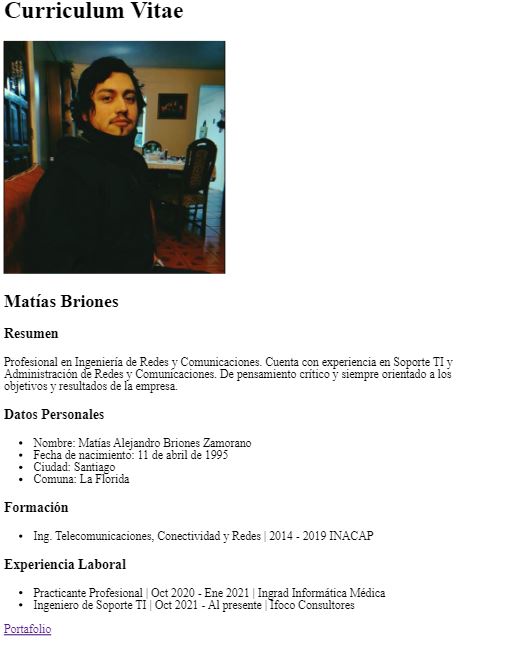 Curriculum Vitae
Matías Briones
Resumen
Profesional en Ingeniería de Redes y Comunicaciones. Cuenta con experiencia en Soporte TI y
Administración de Redes y Comunicaciones. De pensamiento crítico y siempre orientado a los
objetivos y resultados de la empresa.
Datos Personales
• Nombre: Matías Alejandro Briones Zamorano
• Fecha de nacimiento: 11 de abril de 1995
• Ciudad: Santiago
• Comuna: La Florida
Formación
• Ing. Telecomunicaciones, Conectividad y Redes | 2014 - 2019 INACAP
Experiencia Laboral
• Practicante Profesional | Oct 2020 - Ene 2021 | Ingrad Informática Médica
• Ingeniero de Soporte TI | Oct 2021 - Al presente | Ifoco Consultores
Portafolio